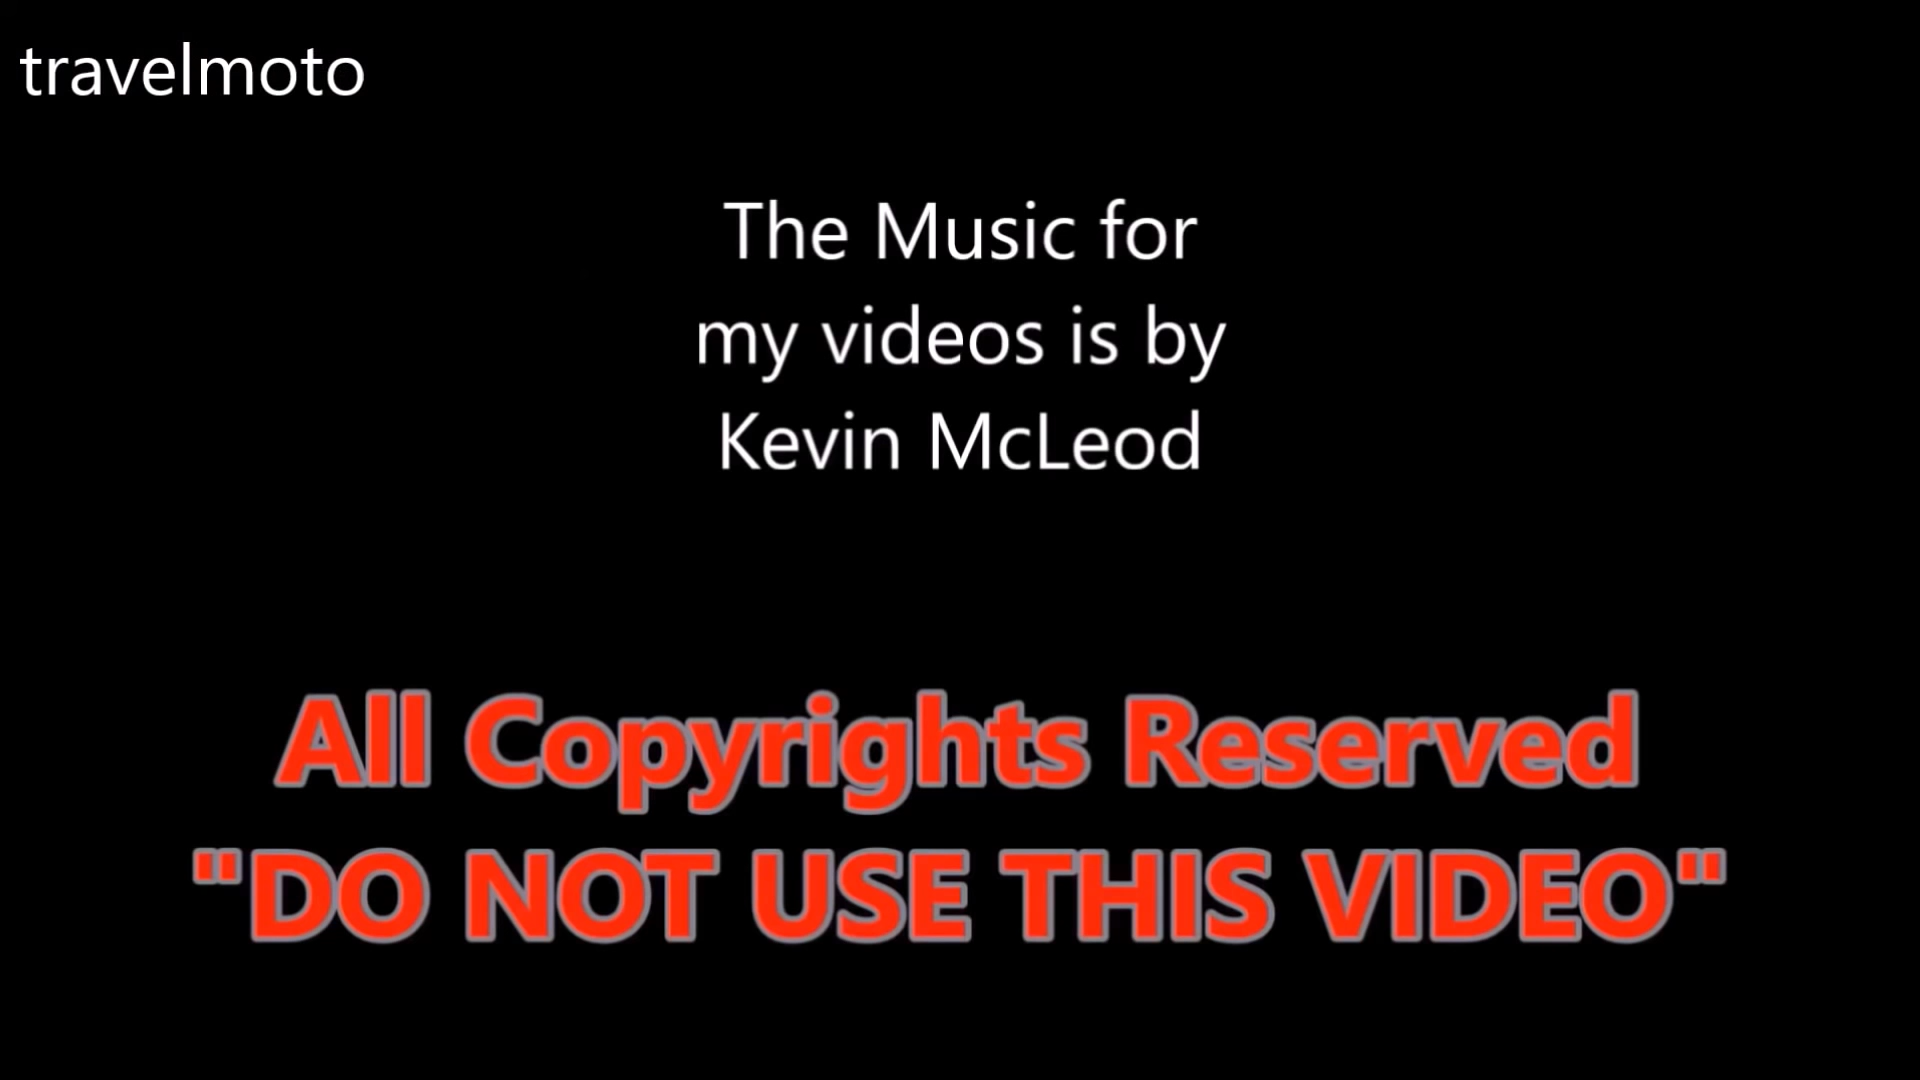 travelmoto
The Music for
my videos is by
Kevin McLeod
All Copyrights Reserved
"DO NOT USE THIS VIDEO"